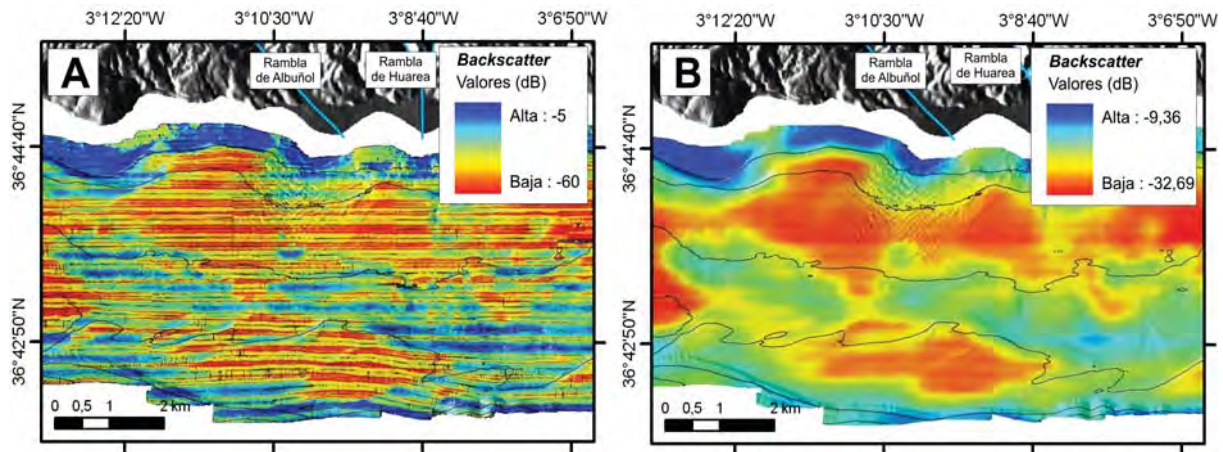 3°12'20"W 3°10'30"W 3°8'40"W 3°6'50"W
A
Rambla
de Albuñol
Rambla
de Huarea
Backscatter
Valores (dB)
Alta : -5
Baja : -60
36°44'40"N
36°42'50"N
0 0,5 1 2 km
3°12'20"W 3°10'30"W 3°8'40"W 3°6'50"W
B
Rambla
de Albuñol
Rambla
de Huarea
Backscatter
Valores (dB)
Alta : -9,36
Baja : -32,69
36°44'40"N
36°42'50"N
0 0,5 1 2 km